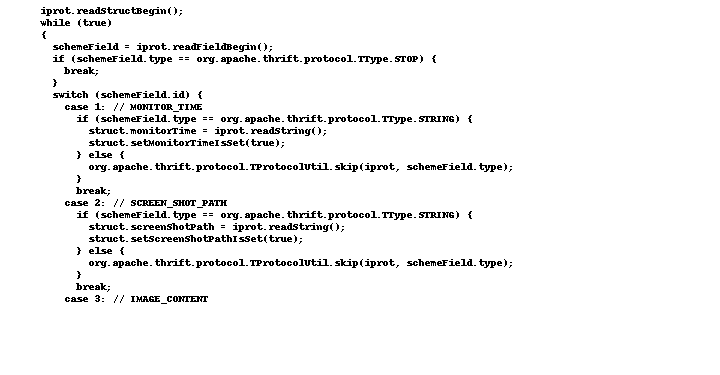 iprot.readStructBegin();
while (true)
{
schemeField = iprot.readFieldBegin();
if (schemeField.type == org.apache.thrift.protocol.TType.STOP) {
break;
}
switch (schemeField.id) {
case 1: // MONITOR_TIME
if (schemeField.type == org.apache.thrift.protocol.TType.STRING) {
struct.monitorTime = iprot.readString();
struct.setMonitorTimeIsSet(true);
} else {
org.apache.thrift.protocol.TProtocolUtil.skip(iprot, schemeField.type);
}
break;
case 2: // SCREEN_SHOT_PATH
if (schemeField.type == org.apache.thrift.protocol.TType.STRING) {
struct.screenShotPath = iprot.readString();
struct.setScreenShotPathIsSet(true);
} else {
org.apache.thrift.protocol.TProtocolUtil.skip(iprot, schemeField.type);
}
break;
case 3: // IMAGE_CONTENT